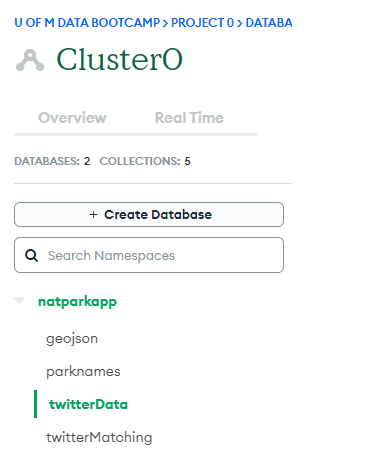 U OF M DATA BOOTCAMP > PROJECT 0 > DATABA
Cluster0
Overview Real Time
DATABASES: 2 COLLECTIONS: 5
+ Create Database
Search Namespaces
natparkapp
geojson
parknames
twitterData
twitterMatching